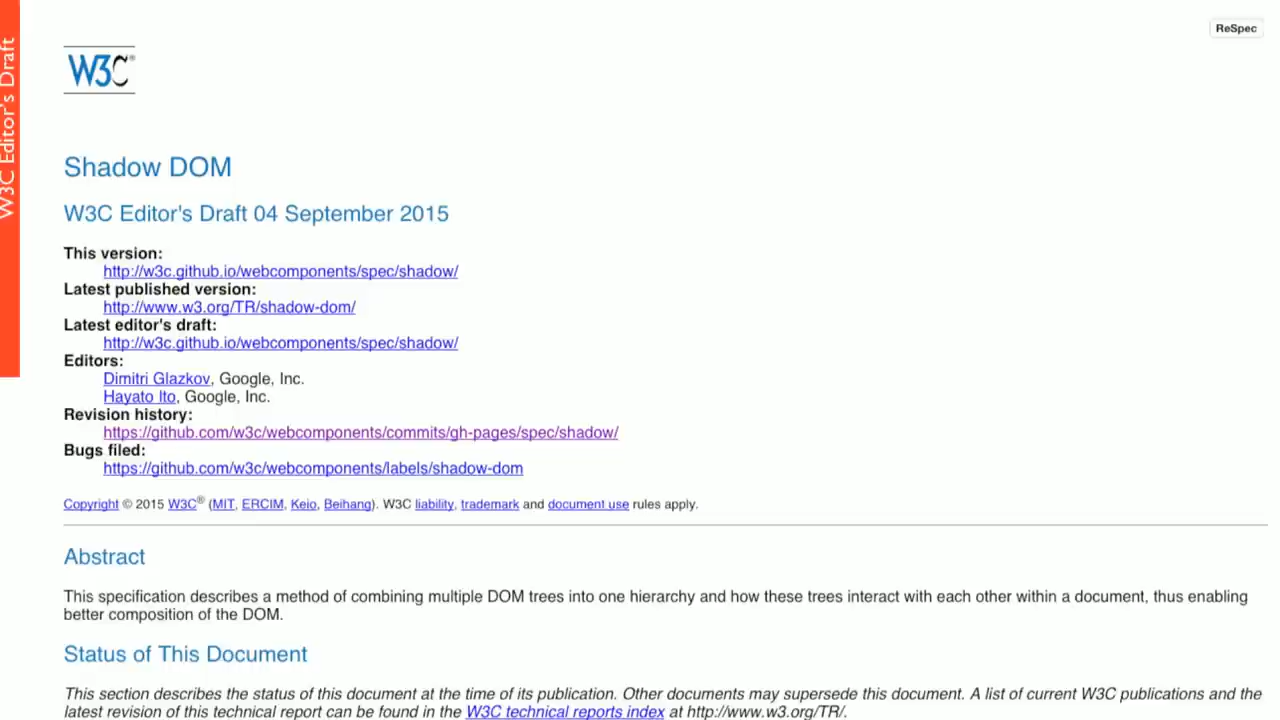 ReSpec
W3C Editor's Draft
W3C®
Shadow DOM
W3C Editor's Draft 04 September 2015
This version:
http://w3c.github.io/webcomponents/spec/shadow/
Latest published version:
http://www.w3.org/TR/shadow-dom/
Latest editor's draft:
http://w3c.github.io/webcomponents/spec/shadow/
Editors:
Dimitri Glazkov, Google, Inc.
Hayato Ito, Google, Inc.
Revision history:
https://github.com/w3c/webcomponents/commits/gh-pages/spec/shadow/
Bugs filed:
https://github.com/w3c/webcomponents/labels/shadow-dom
Copyright © 2015 W3C® (MIT, ERCIM, Keio, Beihang). W3C liability, trademark and document use rules apply.
Abstract
This specification describes a method of combining multiple DOM trees into one hierarchy and how these trees interact with each other within a document, thus enabling
better composition of the DOM.
Status of This Document
This section describes the status of this document at the time of its publication. Other documents may supersede this document. A list of current W3C publications and the
latest revision of this technical report can be found in the W3C technical reports index at http://www.w3.org/TR/.